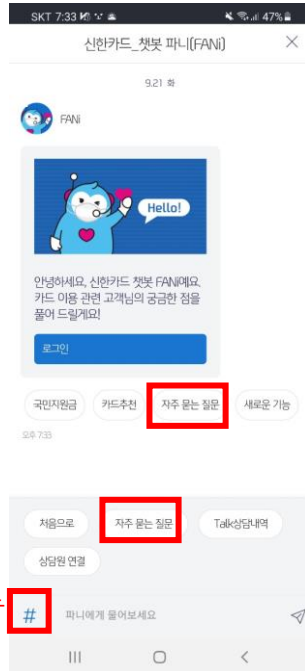 SKT 7:33
47%
신한카드_챗봇 파니(FANi)
9.21 화
FANi
Hello!
안녕하세요, 신한카드 챗봇 FANi예요.
카드 이용 관련 고객님의 궁금한 점을
풀어 드릴게요!
로그인
국민지원금 카드추천 자주 묻는 질문 새로운 기능
오후 7:33
처음으로 자주 묻는 질문 Talk상담내역
상담원 연결
# 파니에게 물어보세요